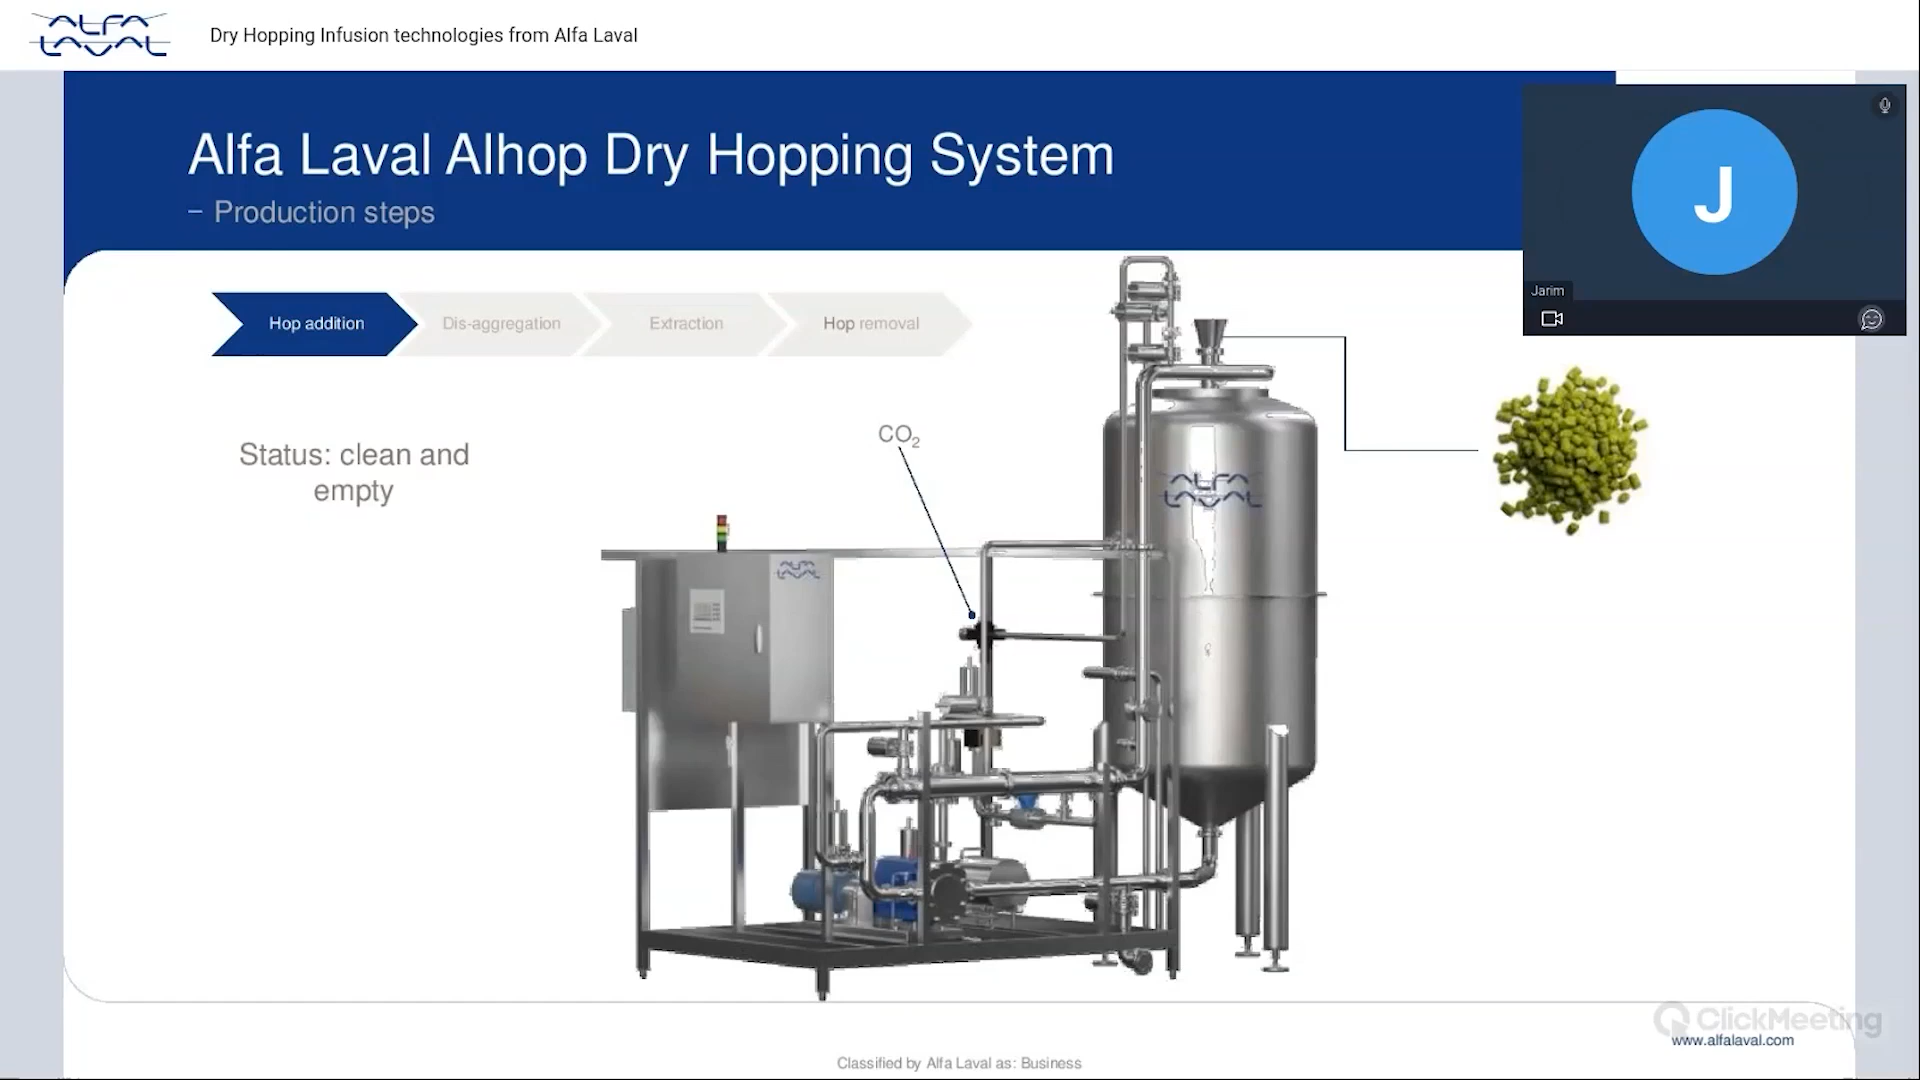 ALFA
LAVAL
Dry Hopping Infusion technologies from Alfa Laval
Alfa Laval Alhop Dry Hopping System
– Production steps
J
Jarim
Hop addition
Dis-aggregation
Extraction
Hop removal
Status: clean and
empty
CO₂
ALFA
LAVAL
ALFA
LAVAL
ClickMeeting
www.alfalaval.com
Classified by Alfa Laval as: Business